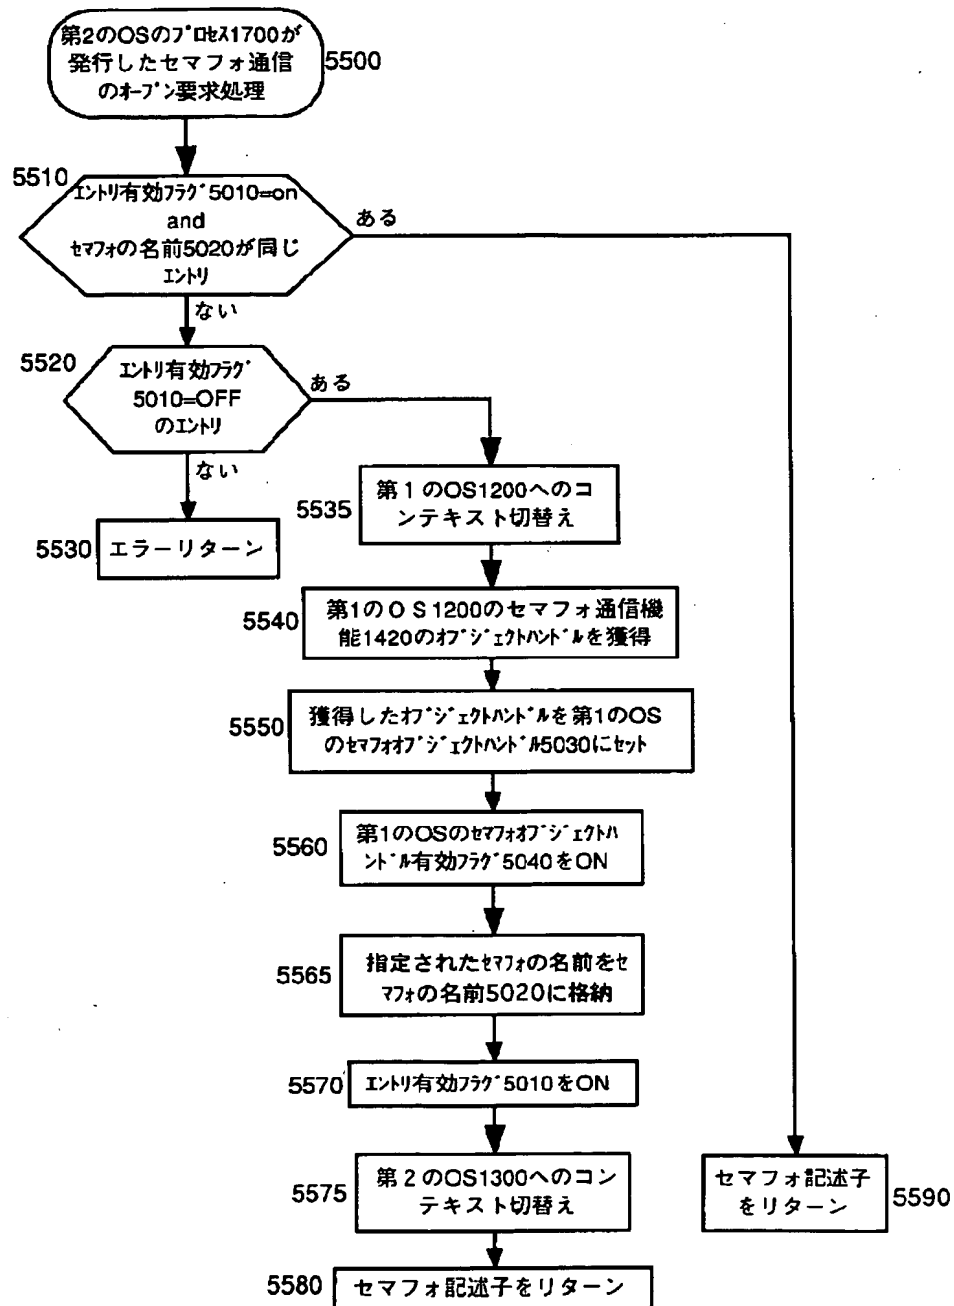 第2のOSのﾌﾟﾛｾｽ1700が
発行したセマフォ通信
のｵｰﾌﾟﾝ要求処理
5500
5510
ｴﾝﾄﾘ有効ﾌﾗｸﾞ5010=on
and
ｾﾏﾌｫの名前5020が同じ
ｴﾝﾄﾘ
ある
ない
5520
ｴﾝﾄﾘ有効ﾌﾗｸﾞ
5010=OFF
のｴﾝﾄﾘ
ある
ない
5530
エラーリターン
5535
第１のOS1200へのコ
ンテキスト切替え
5540
第1のＯＳ1200のセマフォ通信機
能1420のｵﾌﾞｼﾞｪｸﾄﾊﾝﾄﾞﾙを獲得
5550
獲得したｵﾌﾞｼﾞｪｸﾄﾊﾝﾄﾞﾙを第1のOS
のｾﾏﾌｫｵﾌﾞｼﾞｪｸﾄﾊﾝﾄﾞﾙ5030にｾｯﾄ
5560
第1のOSのｾﾏﾌｫｵﾌﾞｼﾞｪｸﾄﾊ
ﾝﾄﾞﾙ有効ﾌﾗｸﾞ5040をON
5565
指定されたｾﾏﾌｫの名前をｾ
ﾏﾌｫの名前5020に格納
5570
ｴﾝﾄﾘ有効ﾌﾗｸﾞ5010をON
5575
第２のOS1300へのコン
テキスト切替え
5580
セマフォ記述子をリターン
セマフォ記述子
をリターン
5590